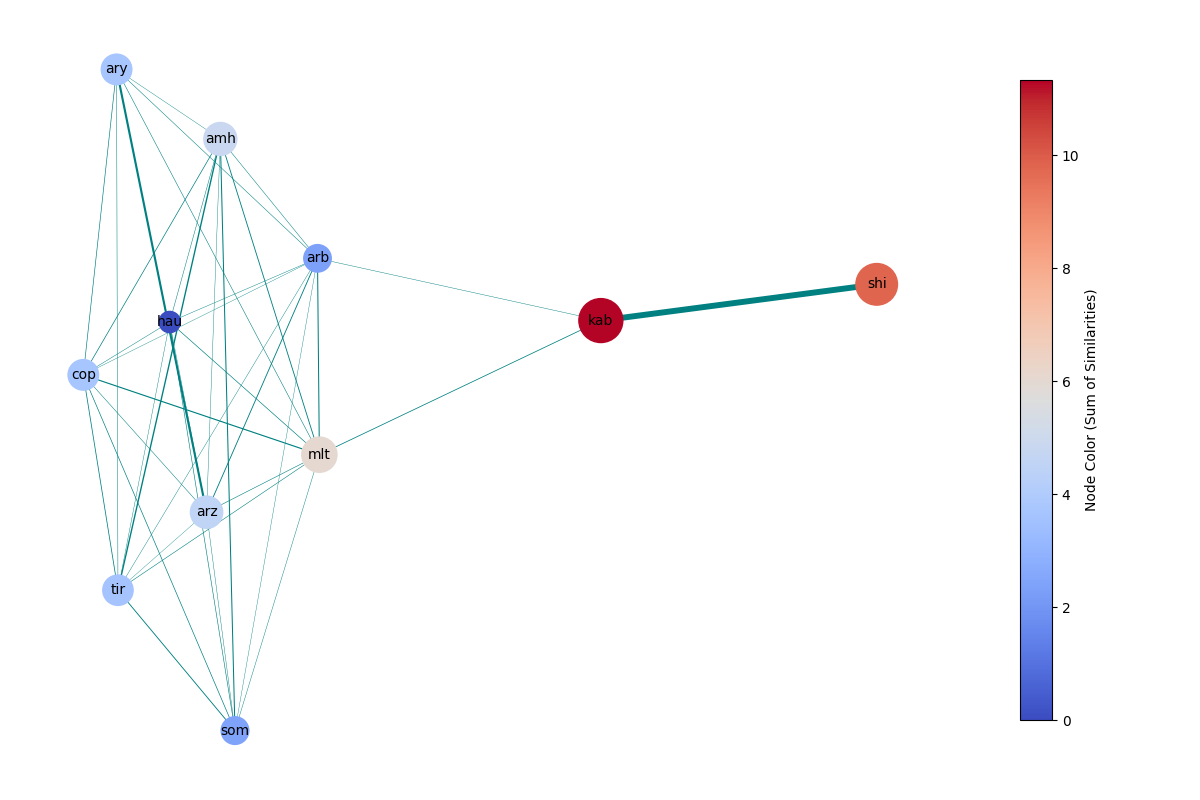 ary
amh
arb
shi
kab
hau
cop
mlt
arz
tir
som
10
8
6
4
2
0
Node Color (Sum of Similarities)